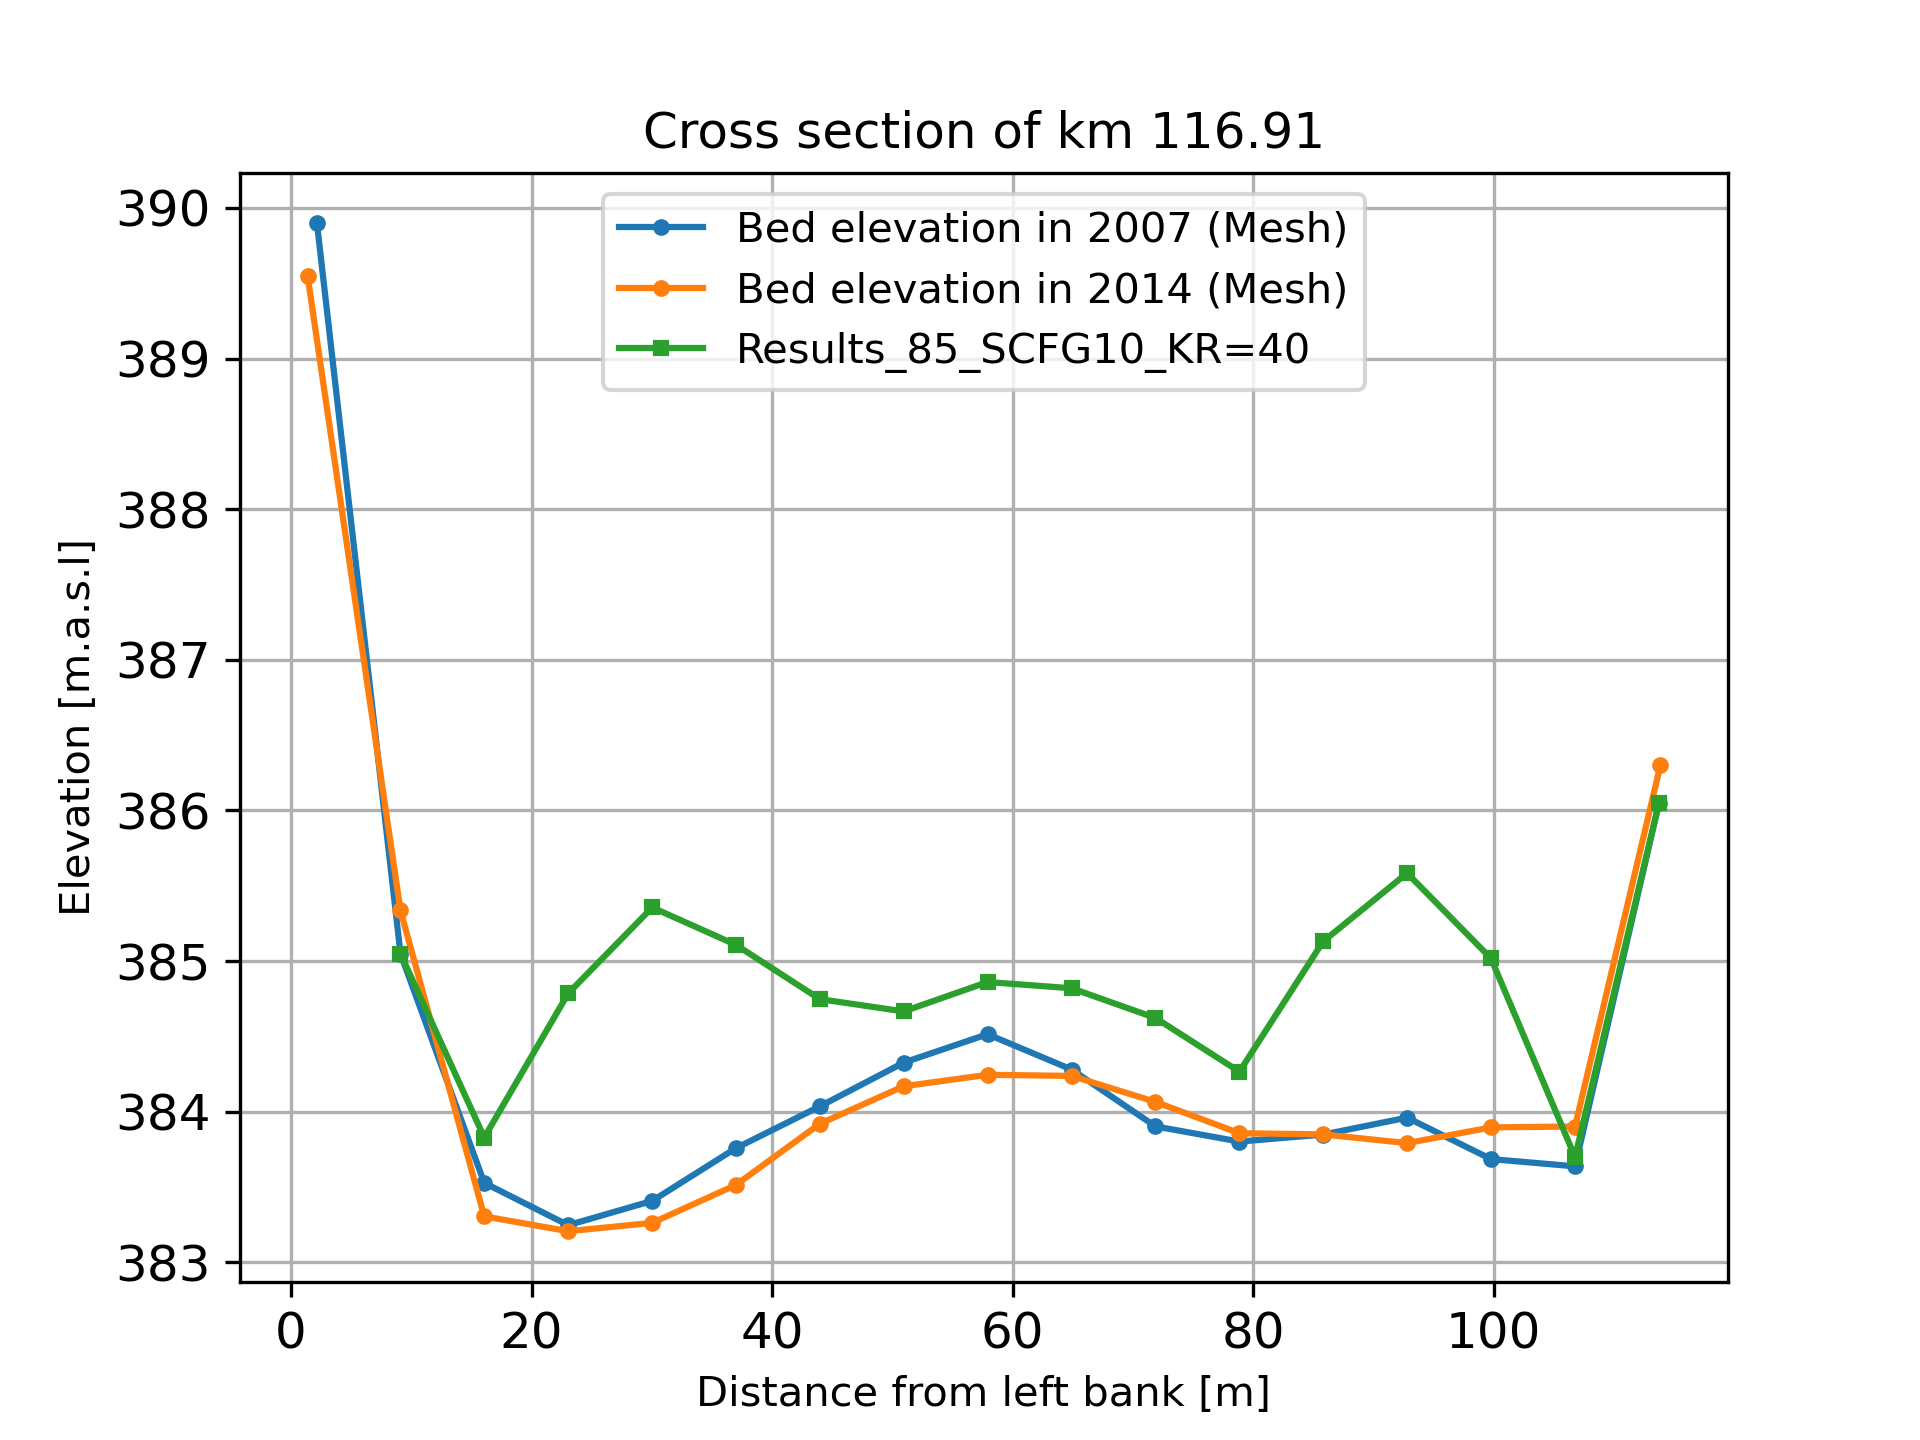 Cross section of km 116.91
Bed elevation in 2007 (Mesh)
Bed elevation in 2014 (Mesh)
Results_85_SCFG10_KR=40
Elevation [m.a.s.l]
390
389
388
387
386
385
384
383
0 20 40 60 80 100
Distance from left bank [m]